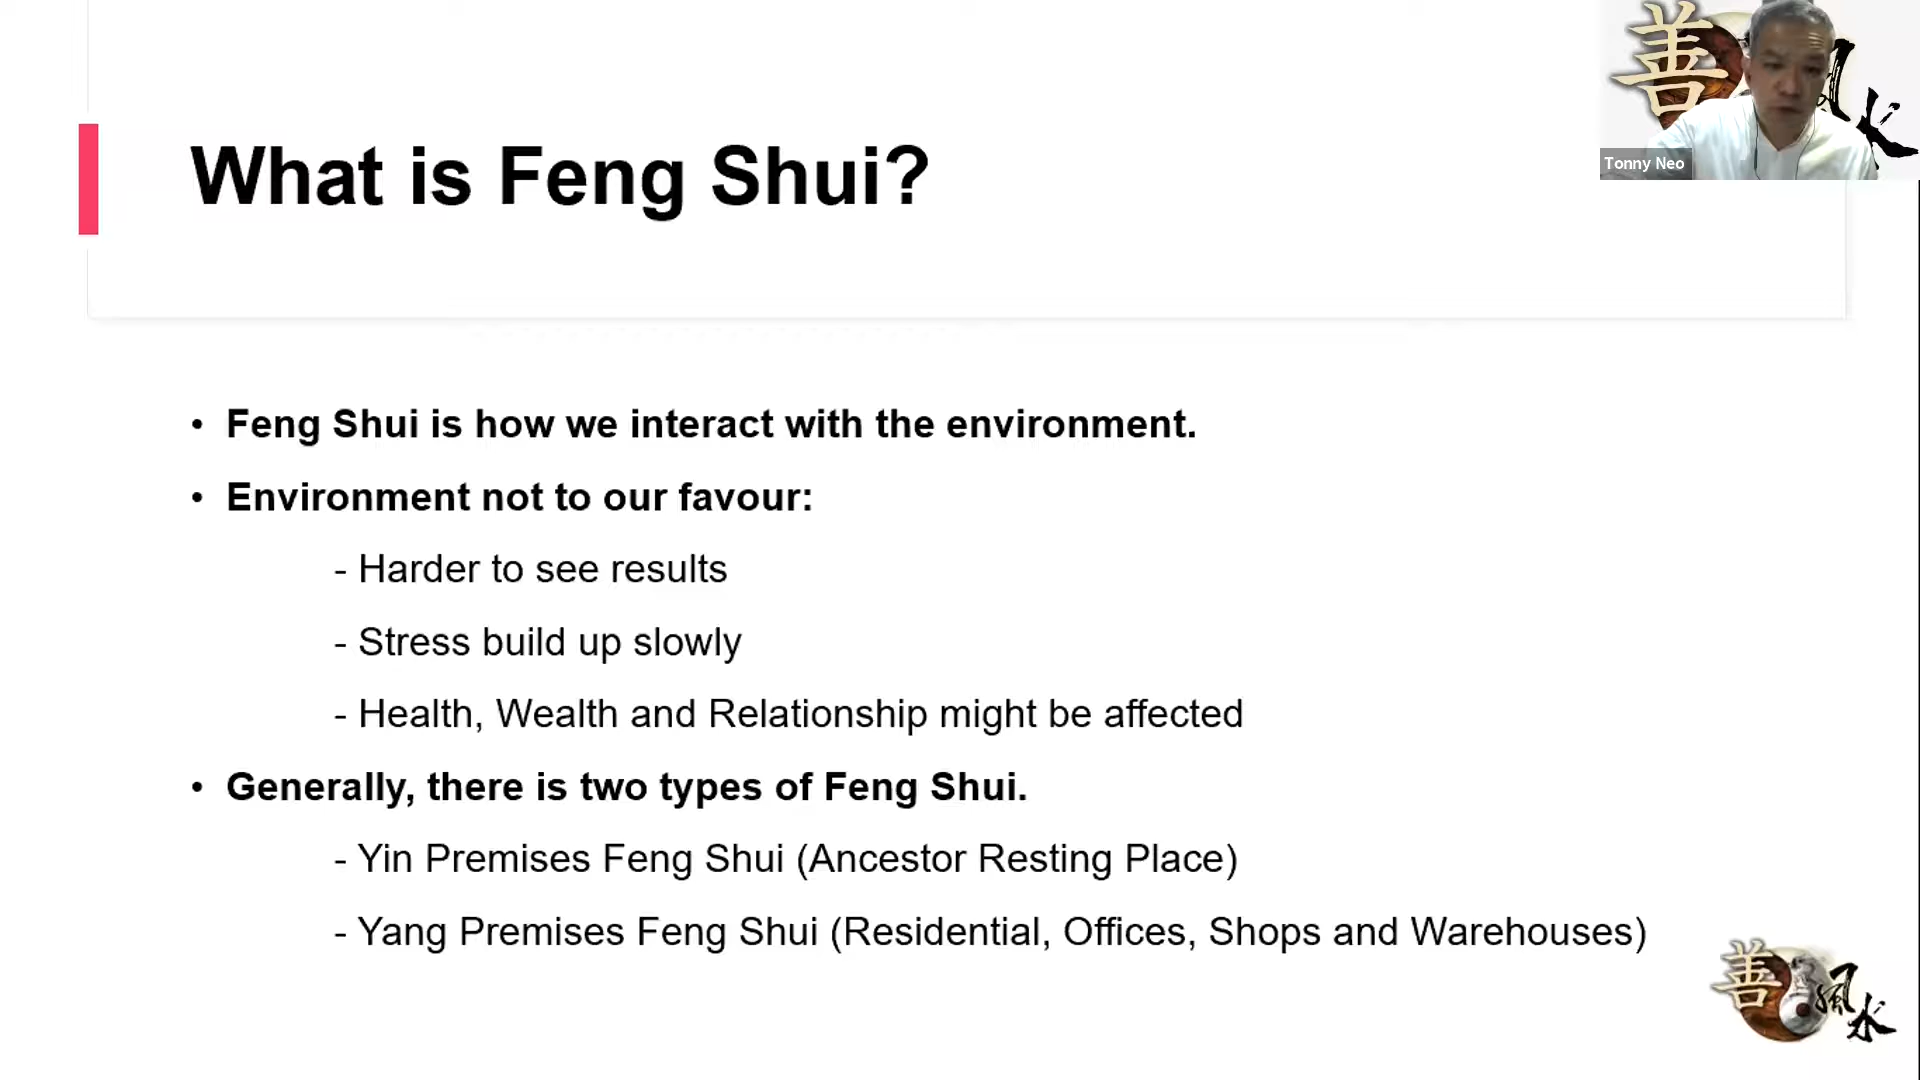 善
Tonny Neo
What is Feng Shui?
• Feng Shui is how we interact with the environment.
• Environment not to our favour:
- Harder to see results
- Stress build up slowly
- Health, Wealth and Relationship might be affected
• Generally, there is two types of Feng Shui.
- Yin Premises Feng Shui (Ancestor Resting Place)
- Yang Premises Feng Shui (Residential, Offices, Shops and Warehouses)
善風水